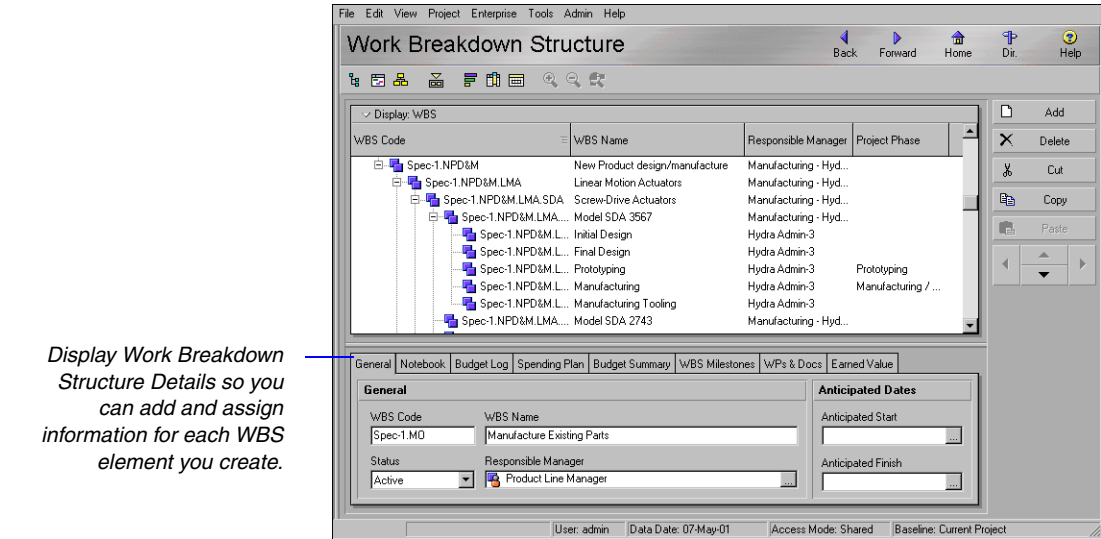 File Edit View Project Enterprise Tools Admin Help
Work Breakdown Structure
Back Forward Home Dir. Help
Display: WBS
WBS Code WBS Name Responsible Manager Project Phase
Spec-1.NPD&M New Product design/manufacture Manufacturing - Hyd...
Spec-1.NPD&M.LMA Linear Motion Actuators Manufacturing - Hyd...
Spec-1.NPD&M.LMA.SDA Screw-Drive Actuators Manufacturing - Hyd...
Spec-1.NPD&M.LMA.... Model SDA 3567 Manufacturing - Hyd...
Spec-1.NPD&M.L... Initial Design Hydra Admin-3
Spec-1.NPD&M.L... Final Design Hydra Admin-3
Spec-1.NPD&M.L... Prototyping Hydra Admin-3 Prototyping
Spec-1.NPD&M.L... Manufacturing Hydra Admin-3 Manufacturing / ...
Spec-1.NPD&M.L... Manufacturing Tooling Hydra Admin-3
Spec-1.NPD&M.LMA.... Model SDA 2743 Manufacturing - Hyd...
Add
Delete
Cut
Copy
Paste
Display Work Breakdown
Structure Details so you
can add and assign
information for each WBS
element you create.
General Notebook Budget Log Spending Plan Budget Summary WBS Milestones WPs & Docs Earned Value
General Anticipated Dates
WBS Code WBS Name Anticipated Start
Spec-1.MO Manufacture Existing Parts
Status Responsible Manager Anticipated Finish
Active Product Line Manager
User: admin Data Date: 07-May-01 Access Mode: Shared Baseline: Current Project